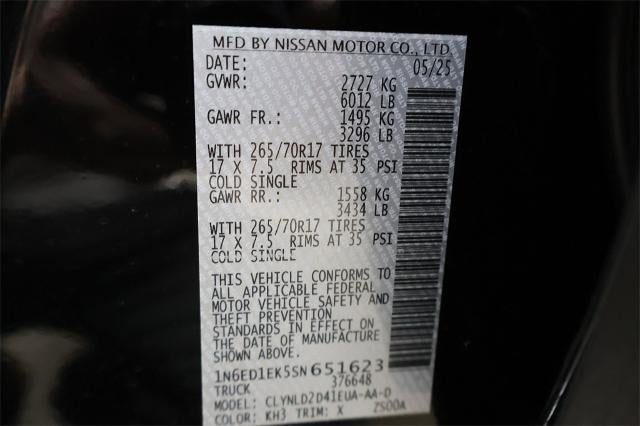 MFD BY NISSAN MOTOR CO., LTD.
DATE: 05/25
GVWR: 2727 KG
6012 LB
GAWR FR.: 1495 KG
3296 LB
WITH 265/70R17 TIRES
17 X 7.5 RIMS AT 35 PSI
COLD SINGLE
GAWR RR.: 1558 KG
3434 LB
WITH 265/70R17 TIRES
17 X 7.5 RIMS AT 35 PSI
COLD SINGLE
THIS VEHICLE CONFORMS TO
ALL APPLICABLE FEDERAL
MOTOR VEHICLE SAFETY AND
THEFT PREVENTION
STANDARDS IN EFFECT ON
THE DATE OF MANUFACTURE
SHOWN ABOVE.
1N6ED1EK5SN651623
TRUCK 376648
MODEL: CLYNLD2D41EUA-AA-D
COLOR: KH3 TRIM: X ZS00A